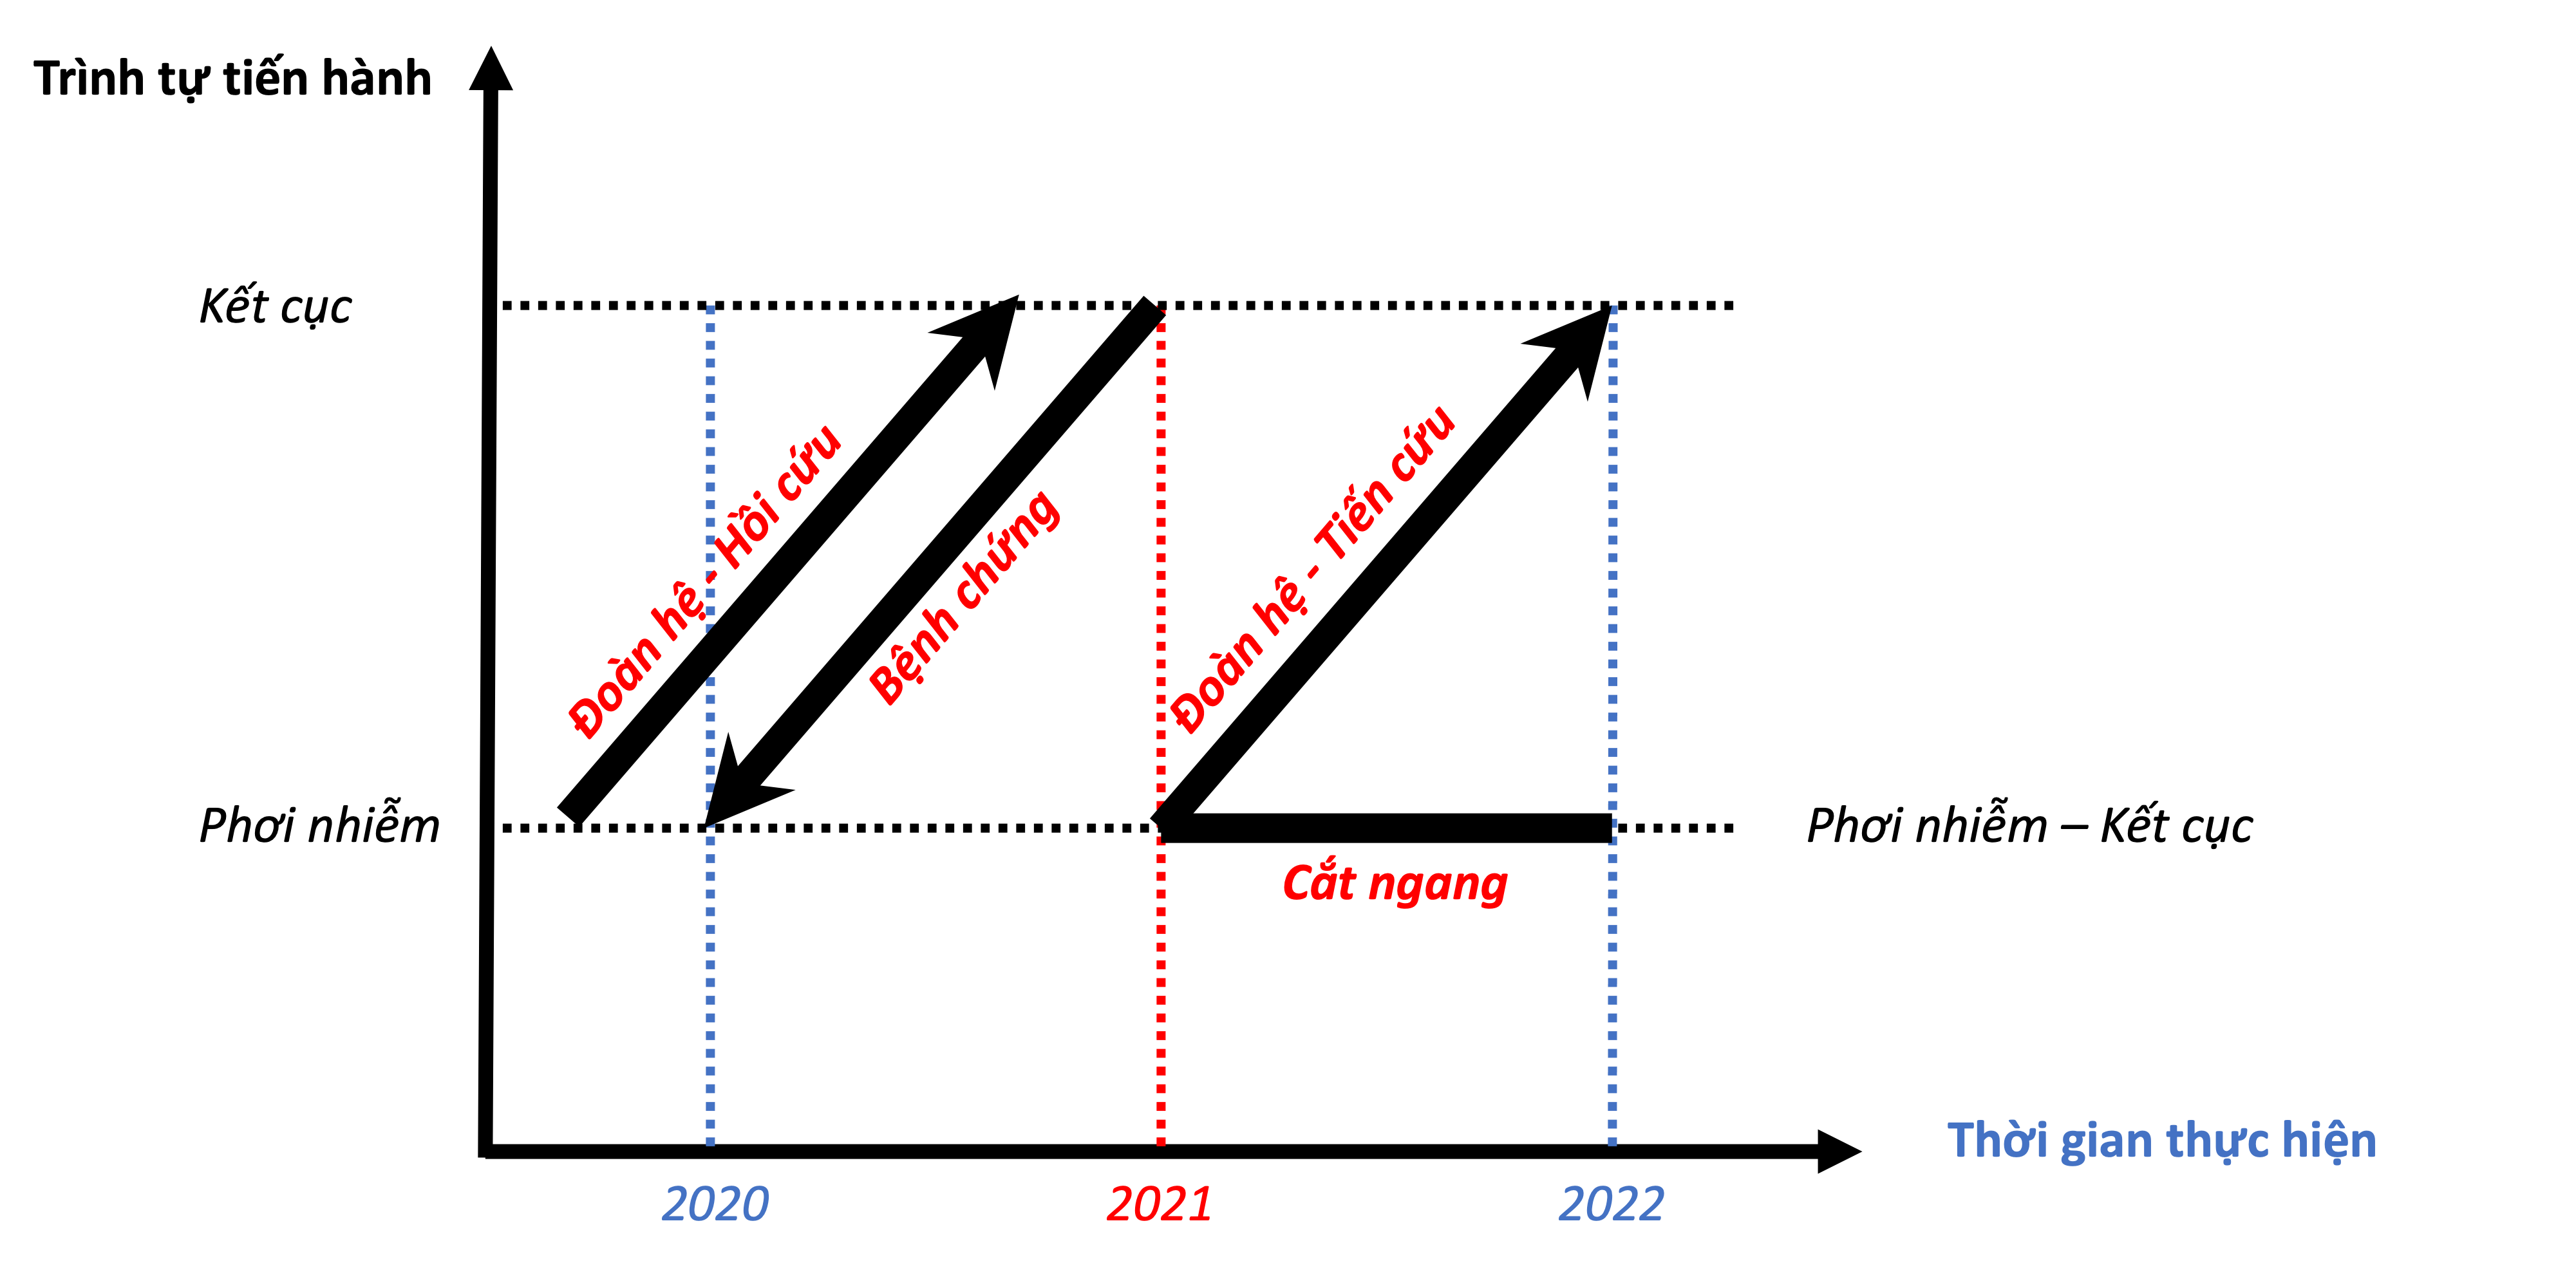 Trình tự tiến hành
Kết cục
Đoàn hệ - Hồi cứu
Bệnh chứng
Đoàn hệ - Tiến cứu
Phơi nhiễm
Phơi nhiễm – Kết cục
Cắt ngang
Thời gian thực hiện
2020
2021
2022